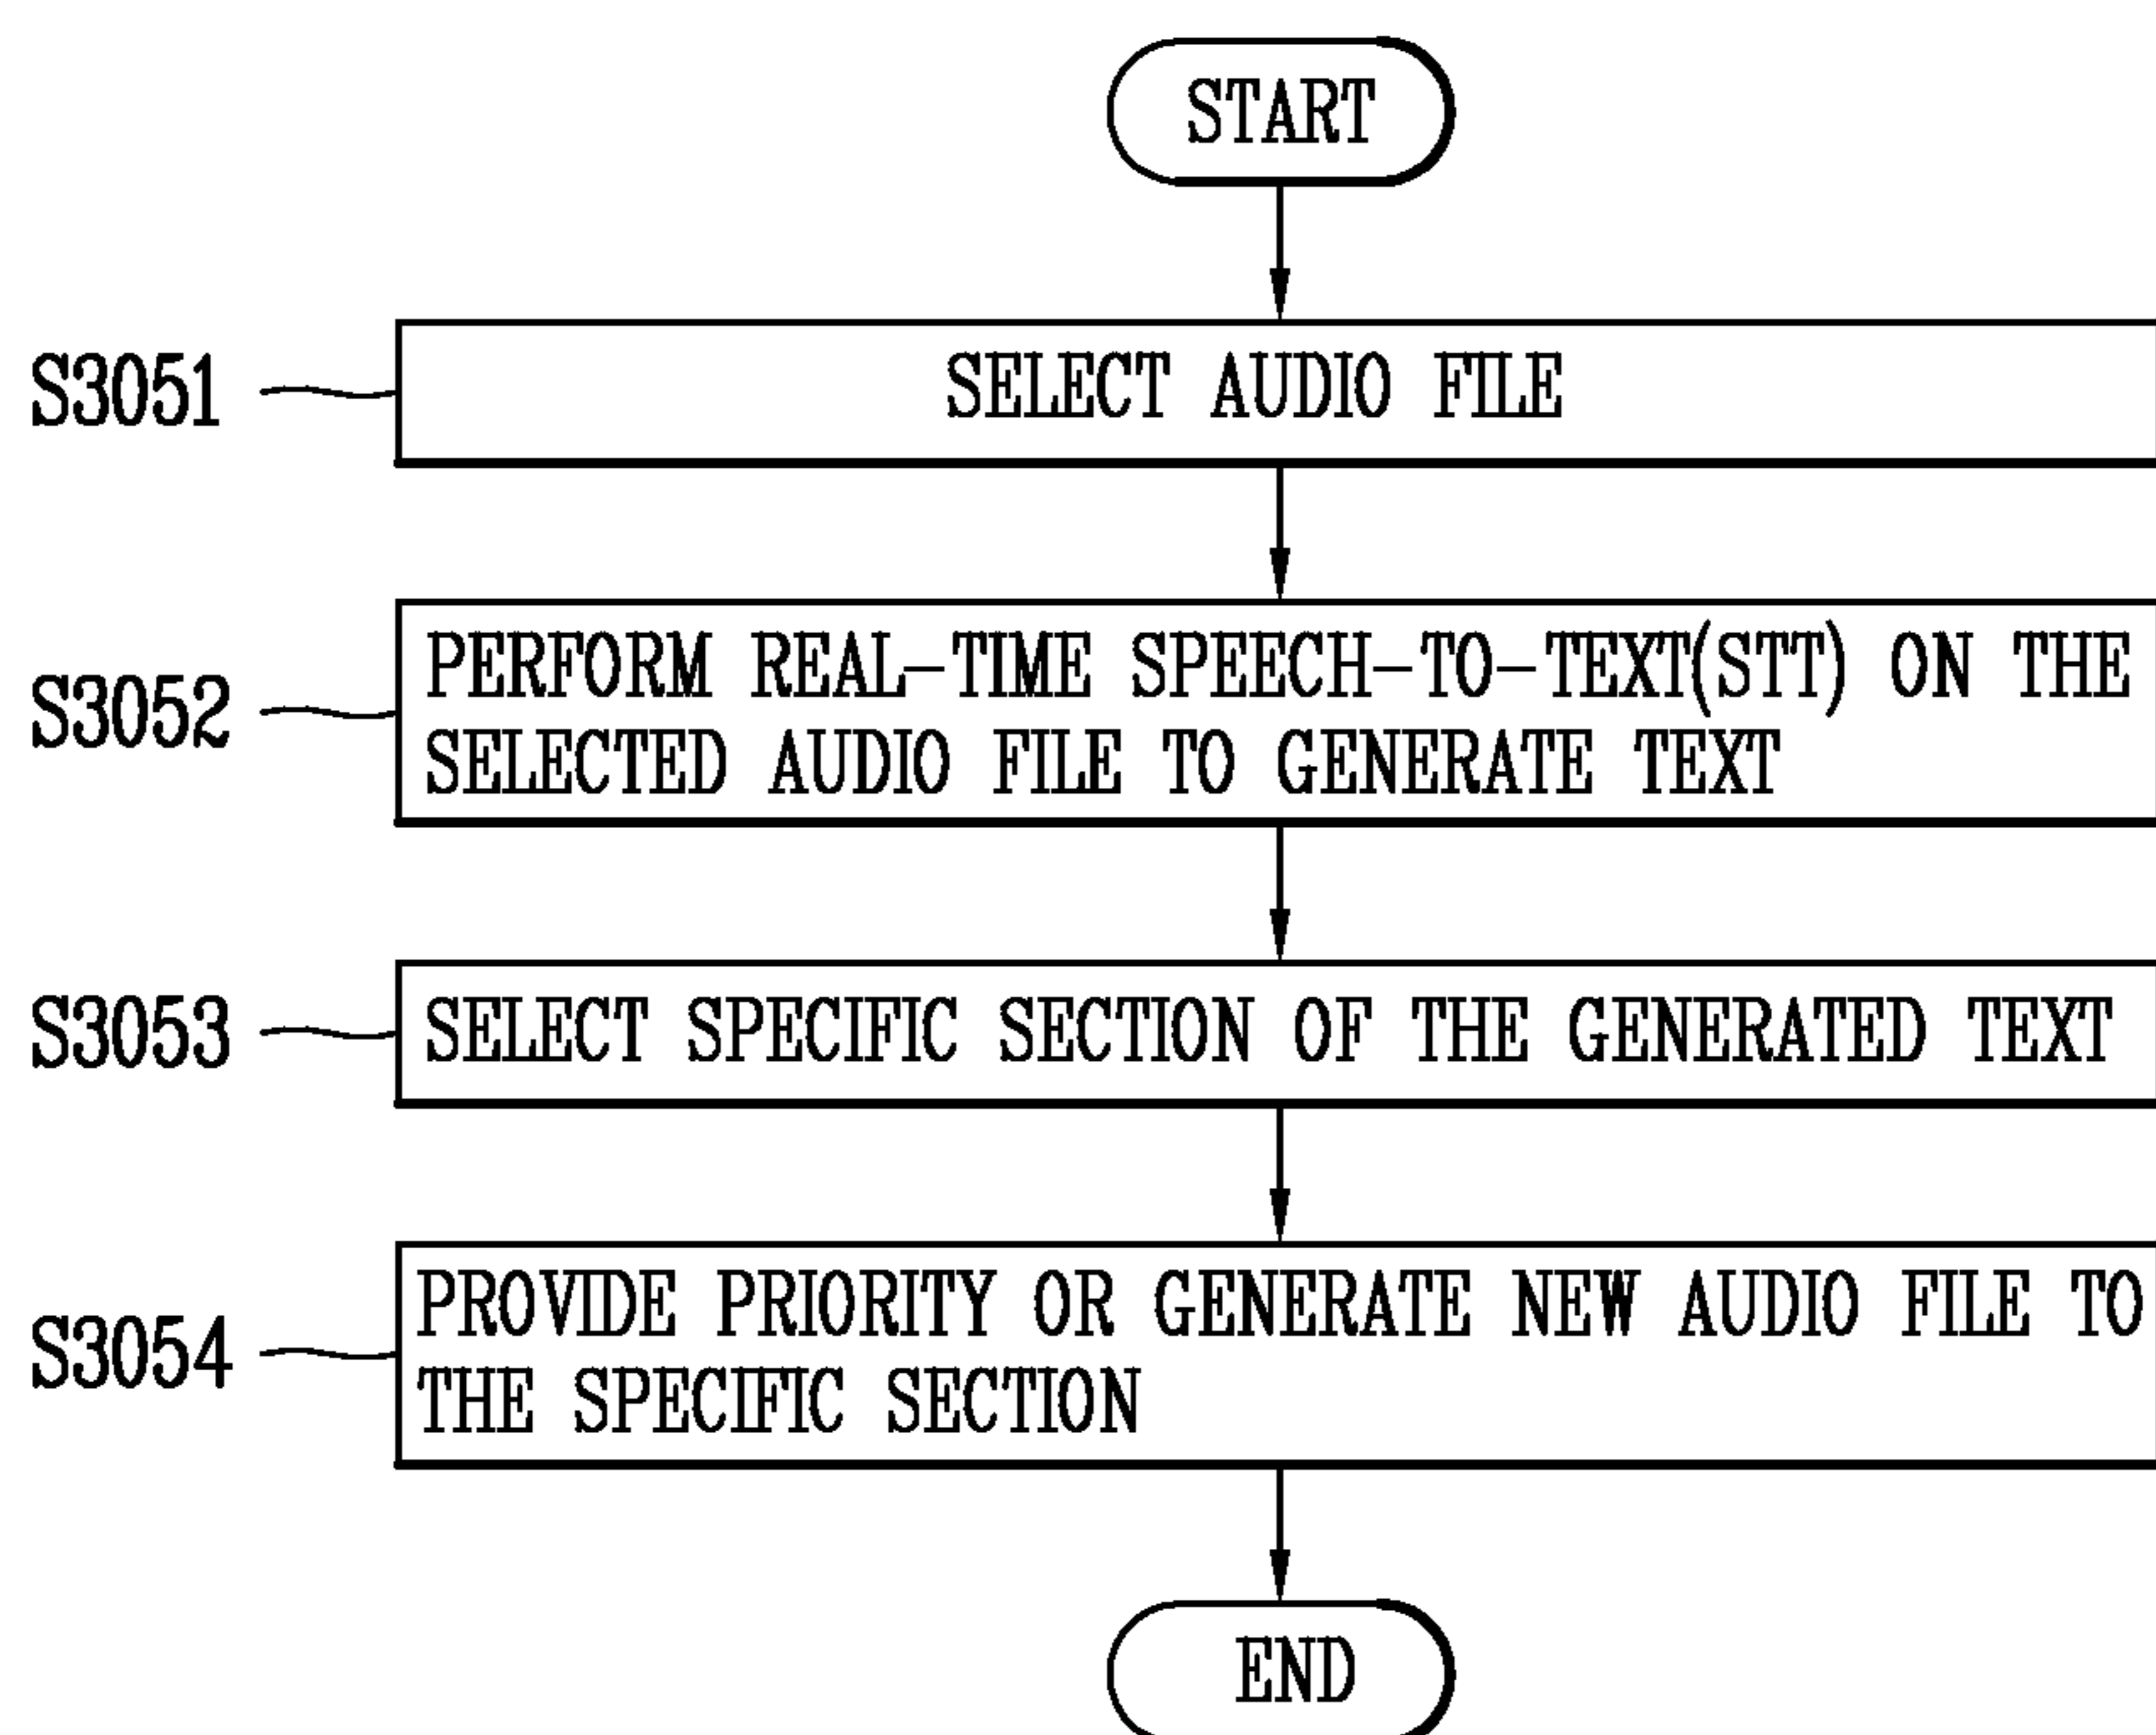 START
S3051
SELECT AUDIO FILE
S3052
PERFORM REAL-TIME SPEECH-TO-TEXT(STT) ON THE
SELECTED AUDIO FILE TO GENERATE TEXT
S3053
SELECT SPECIFIC SECTION OF THE GENERATED TEXT
S3054
PROVIDE PRIORITY OR GENERATE NEW AUDIO FILE TO
THE SPECIFIC SECTION
END